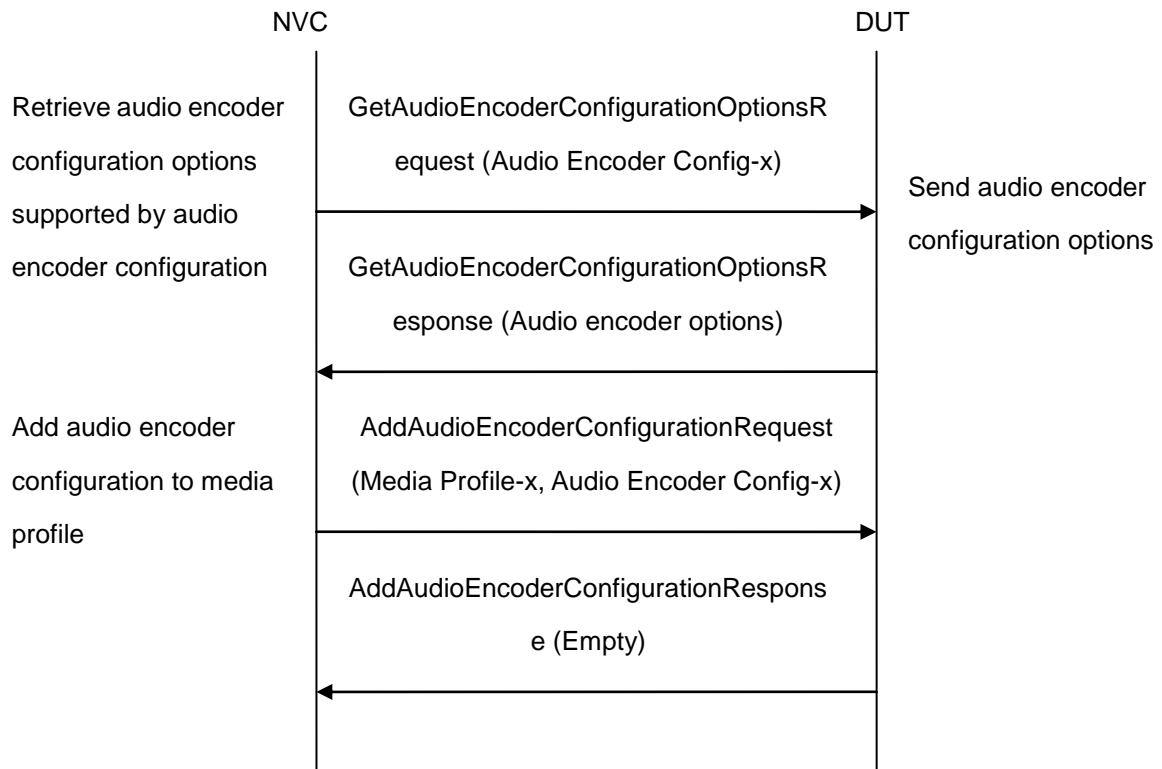 NVC
DUT
Retrieve audio encoder
configuration options
supported by audio
encoder configuration
GetAudioEncoderConfigurationOptionsR
equest (Audio Encoder Config-x)
Send audio encoder
configuration options
GetAudioEncoderConfigurationOptionsR
esponse (Audio encoder options)
Add audio encoder
configuration to media
profile
AddAudioEncoderConfigurationRequest
(Media Profile-x, Audio Encoder Config-x)
AddAudioEncoderConfigurationRespons
e (Empty)